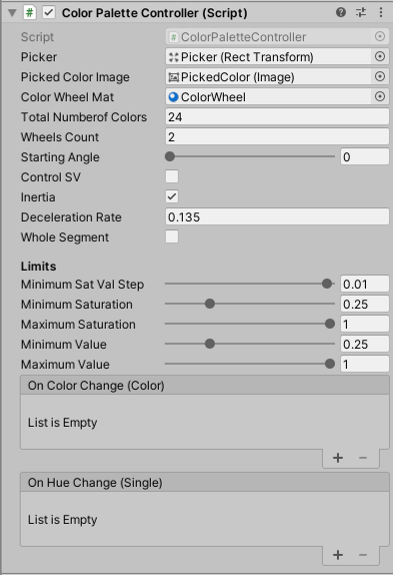 Color Palette Controller (Script)
Script ColorPaletteController
Picker Picker (Rect Transform)
Picked Color Image PickedColor (Image)
Color Wheel Mat ColorWheel
Total Numberof Colors 24
Wheels Count 2
Starting Angle 0
Control SV
Inertia
Deceleration Rate 0.135
Whole Segment
Limits
Minimum Sat Val Step 0.01
Minimum Saturation 0.25
Maximum Saturation 1
Minimum Value 0.25
Maximum Value 1
On Color Change (Color)
List is Empty
+ −
On Hue Change (Single)
List is Empty
+ −